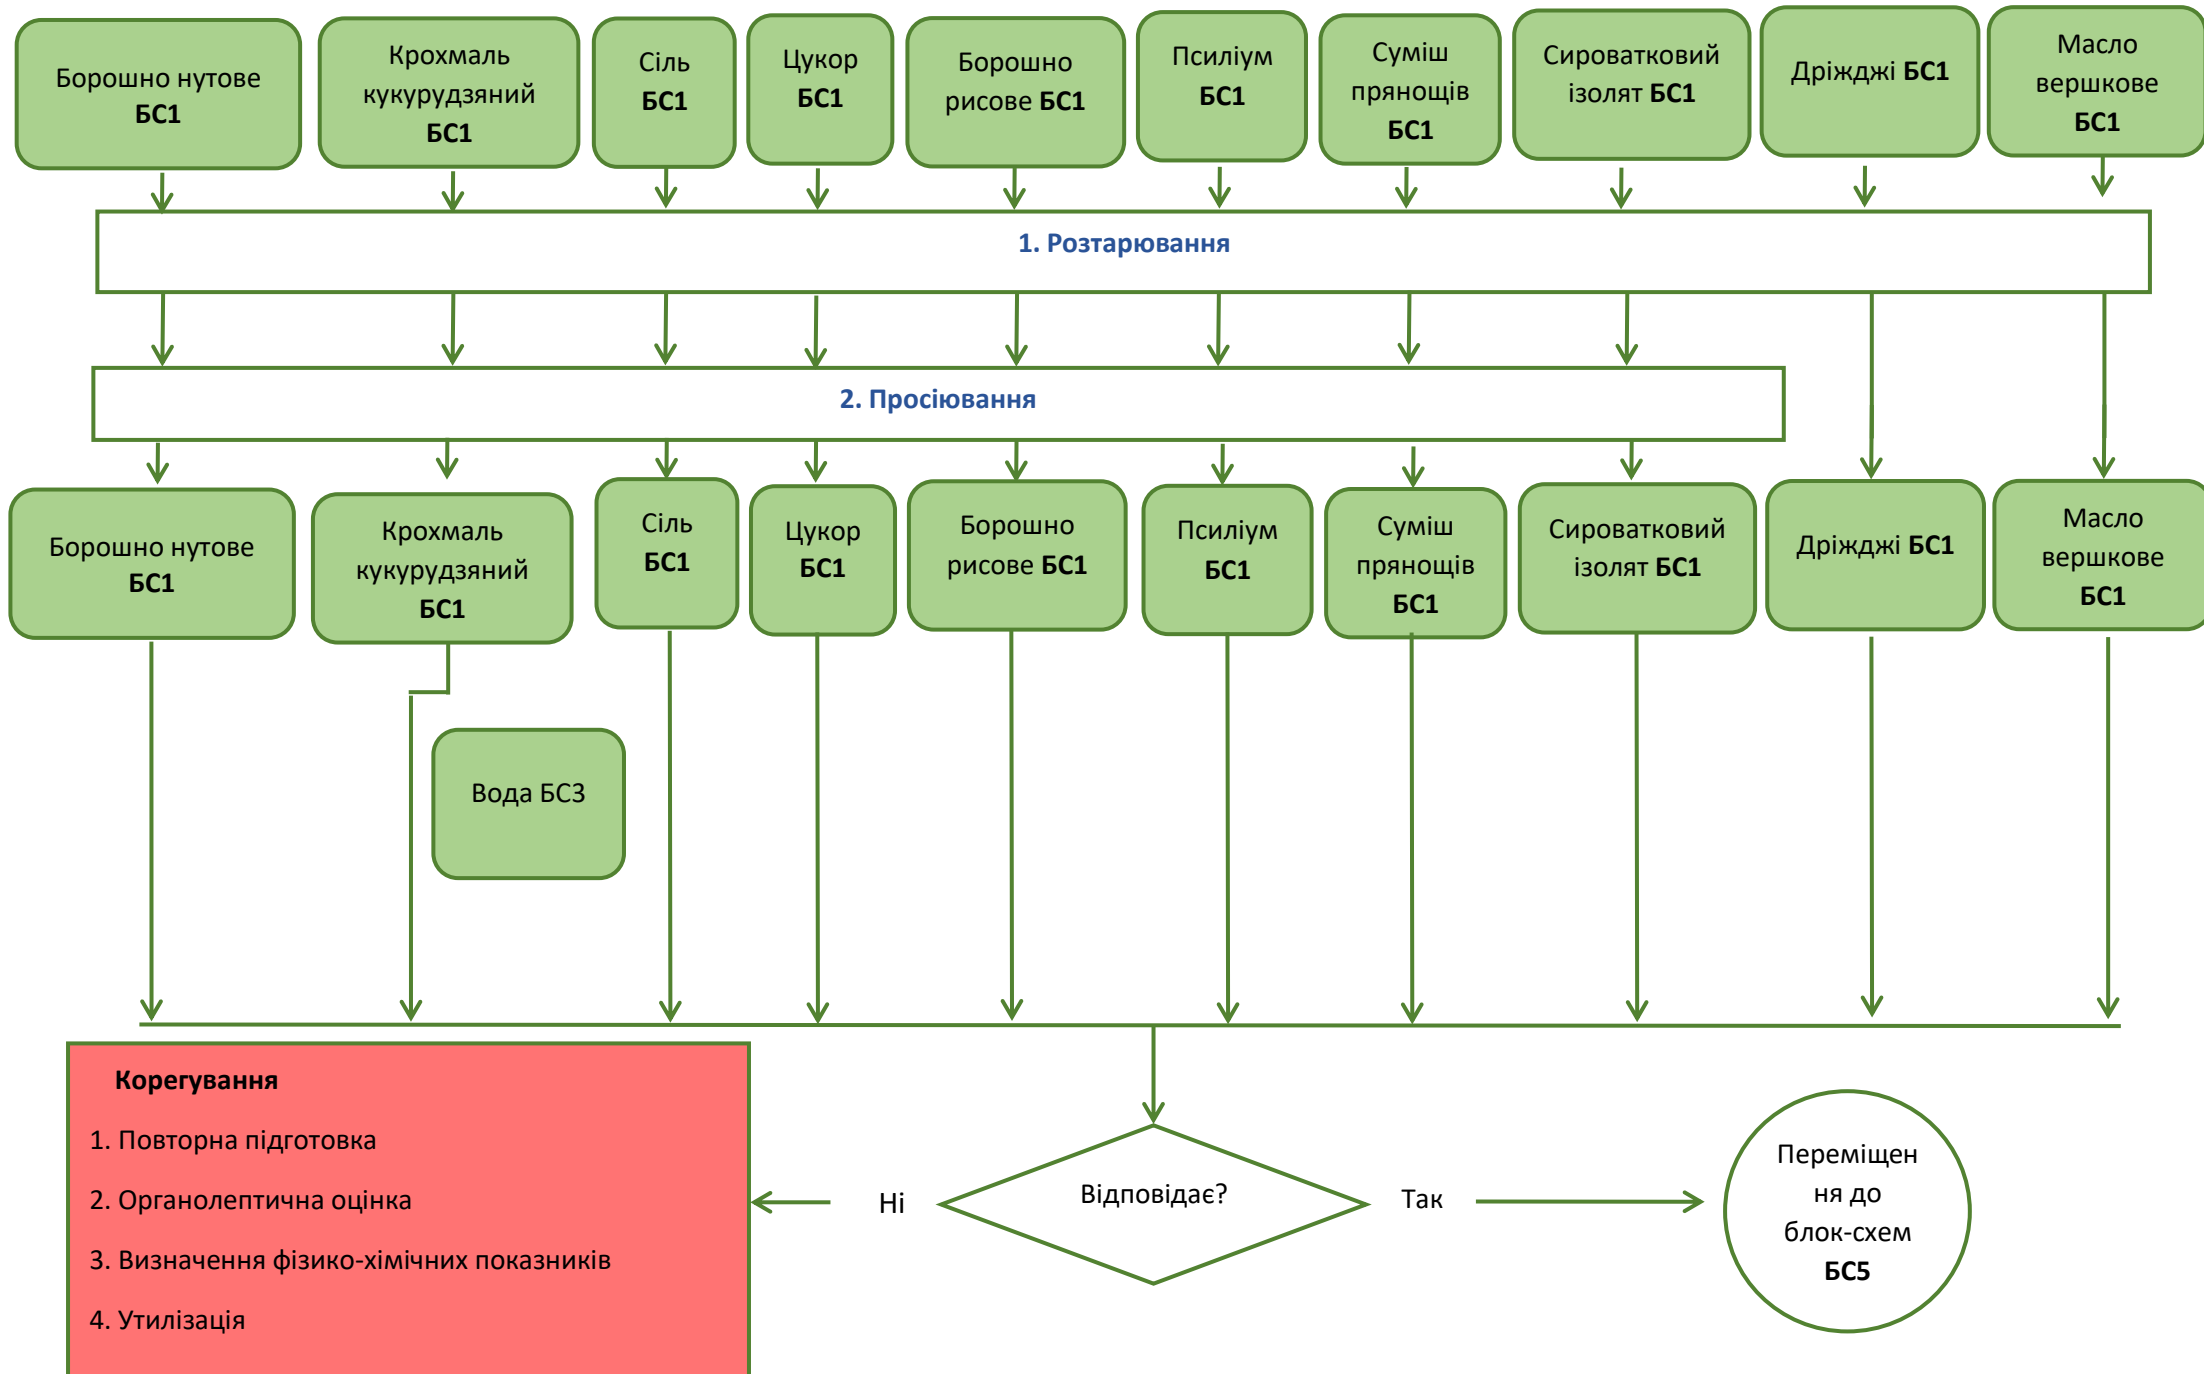 Борошно нутове
БС1
Крохмаль
кукурудзяний
БС1
Сіль
БС1
Цукор
БС1
Борошно
рисове БС1
Псиліум
БС1
Суміш
прянощів
БС1
Сироватковий
ізолят БС1
Дріжджі БС1
Масло
вершкове
БС1
1. Розтарювання
2. Просіювання
Борошно нутове
БС1
Крохмаль
кукурудзяний
БС1
Сіль
БС1
Цукор
БС1
Борошно
рисове БС1
Псиліум
БС1
Суміш
прянощів
БС1
Сироватковий
ізолят БС1
Дріжджі БС1
Масло
вершкове
БС1
Вода БС3
Корегування
1. Повторна підготовка
2. Органолептична оцінка
3. Визначення фізико-хімічних показників
4. Утилізація
Ні
Відповідає?
Так
Переміщен
ня до
блок-схем
БС5